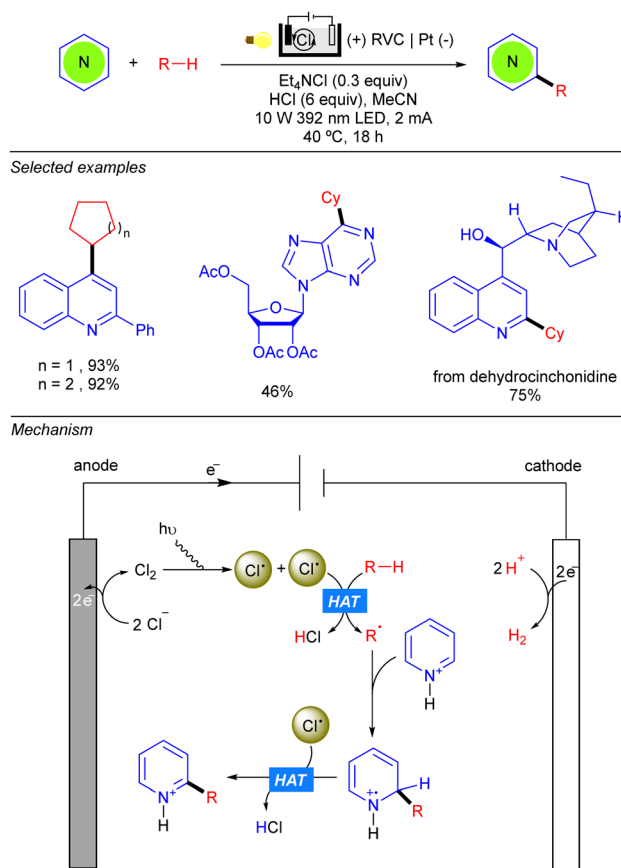 N + R—H (+) RVC | Pt (-) N R
Cl
Et₄NCl (0.3 equiv)
HCl (6 equiv), MeCN
10 W 392 nm LED, 2 mA
40 ºC, 18 h
Selected examples
( )n
N Ph
n = 1 , 93%
n = 2 , 92%
Cy
N N
N N
AcO
O
AcO OAc
46%
H H
HO N
N Cy
from dehydrocinchonidine
75%
Mechanism
anode e⁻ cathode
hυ
Cl₂ Cl• + Cl• R—H 2 H⁺
2e⁻ HAT 2e⁻
2 Cl⁻ HCl R• H₂
N⁺
H
Cl•
HAT
N⁺ R
H
HCl
H
+• N R
H